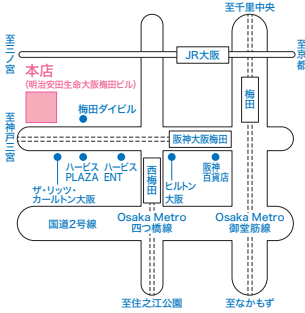 至千里中央
至三ノ宮
JR大阪
至京都
本店
(明治安田生命大阪梅田ビル)
梅田
梅田ダイビル
至神戸三宮
阪神大阪梅田
ハービス
PLAZA
ハービス
ENT
西梅田
ヒルトン
大阪
阪神
百貨店
ザ・リッツ・
カールトン大阪
国道2号線
Osaka Metro
四つ橋線
Osaka Metro
御堂筋線
至住之江公園
至なかもず